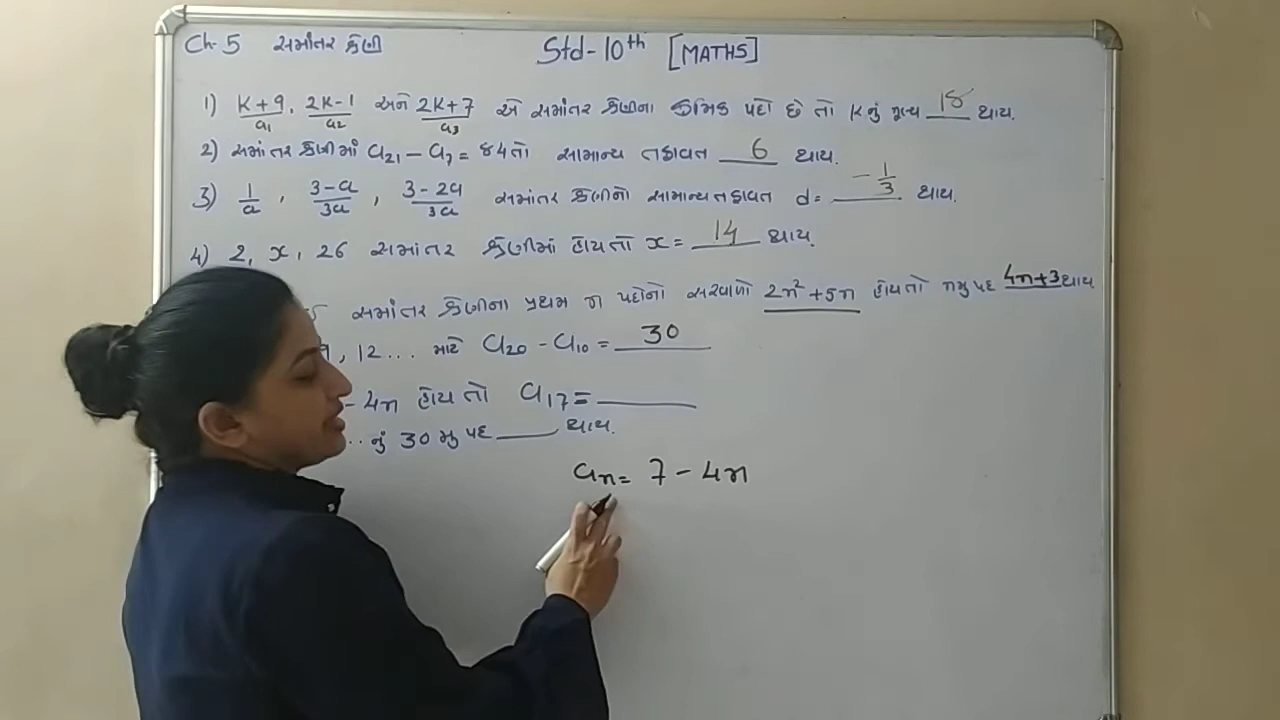 Ch-5 સમાંતર શ્રેણી Std-10th [MATHS]
1) K+9, 2K-1 અને 2K+7 એ સમાંતર શ્રેણીના ક્રમિક પદો છે તો K નું મૂલ્ય 18 થાય.
a1 a2 a3
2) સમાંતર શ્રેણીમાં a21 - a7 = 84 તો સામાન્ય તફાવત 6 થાય.
3) 1/a, 3-a/3a, 3-2a/3a સમાંતર શ્રેણીનો સામાન્ય તફાવત d= -1/3 થાય.
4) 2, x, 26 સમાંતર શ્રેણીમાં હોય તો x= 14 થાય.
સમાંતર શ્રેણીના પ્રથમ n પદોનો સરવાળો 2n²+5n હોય તો nમુ પદ 4n+3 થાય
, 12... માટે a20 - a10 = 30
- 4n હોય તો a17 = ____
..નું 30 મુ પદ ____ થાય.
an = 7 - 4n